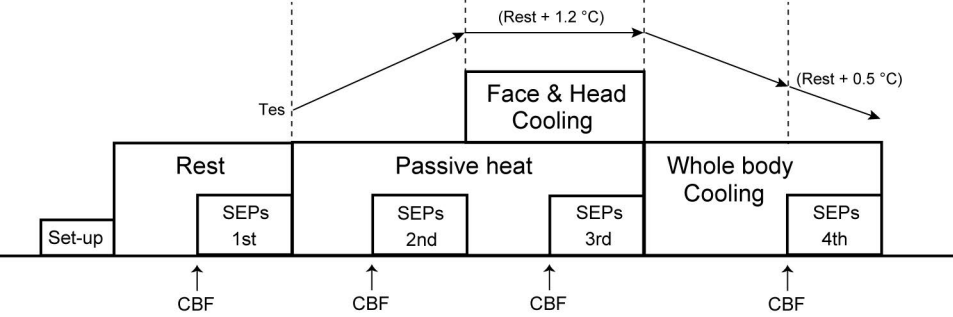 (Rest + 1.2 °C)
(Rest + 0.5 °C)
Tes
Face & Head
Cooling
Rest
Passive heat
Whole body
Cooling
Set-up
SEPs
1st
SEPs
2nd
SEPs
3rd
SEPs
4th
CBF
CBF
CBF
CBF